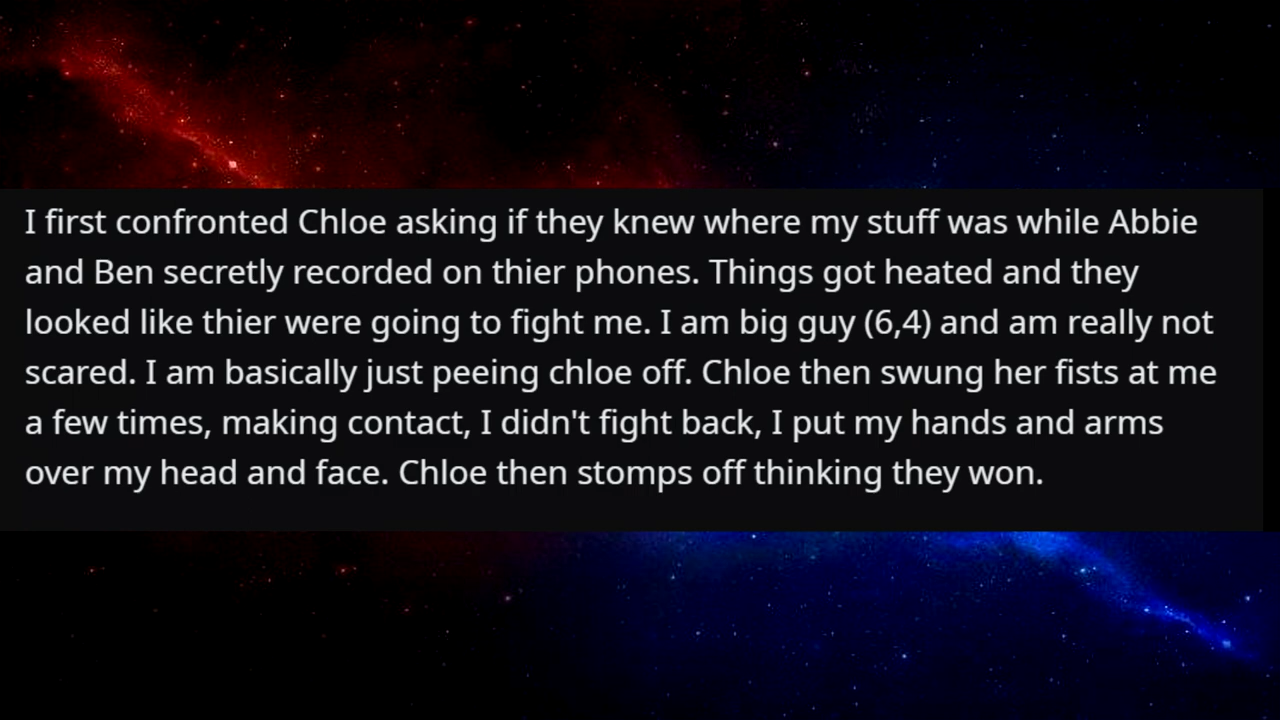 I first confronted Chloe asking if they knew where my stuff was while Abbie
and Ben secretly recorded on thier phones. Things got heated and they
looked like thier were going to fight me. I am big guy (6,4) and am really not
scared. I am basically just peeing chloe off. Chloe then swung her fists at me
a few times, making contact, I didn't fight back, I put my hands and arms
over my head and face. Chloe then stomps off thinking they won.